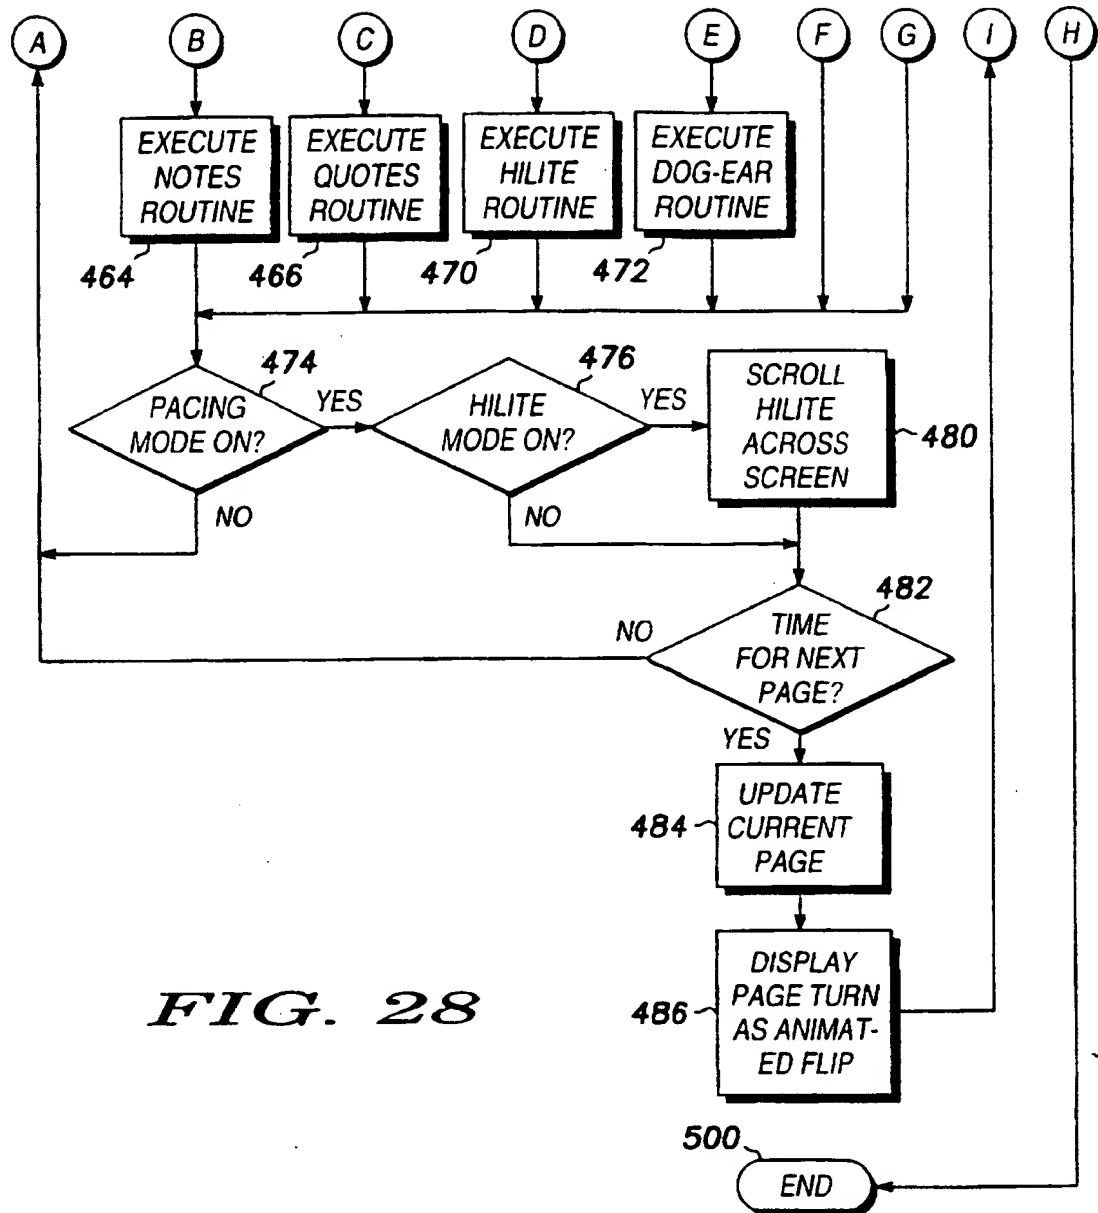 A B C D E F G I H
EXECUTE
NOTES
ROUTINE
464
EXECUTE
QUOTES
ROUTINE
466
EXECUTE
HILITE
ROUTINE
470
EXECUTE
DOG-EAR
ROUTINE
472
PACING
MODE ON?
474
YES
NO
HILITE
MODE ON?
476
YES
NO
SCROLL
HILITE
ACROSS
SCREEN
480
TIME
FOR NEXT
PAGE?
482
NO
YES
UPDATE
CURRENT
PAGE
484
DISPLAY
PAGE TURN
AS ANIMAT-
ED FLIP
486
FIG. 28
500
END